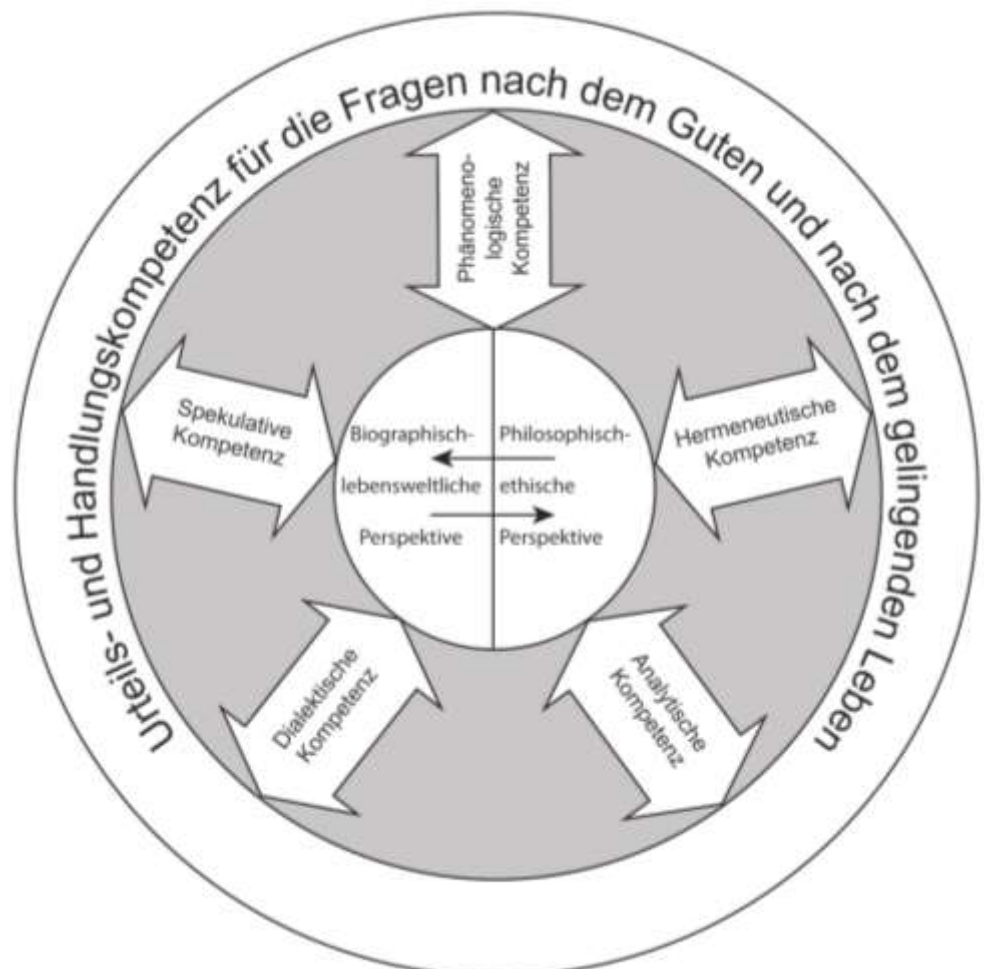 Urteils- und Handlungskompetenz für die Fragen nach dem Guten und nach dem gelingenden Leben
Phänomeno-
logische
Kompetenz
Spekulative
Kompetenz
Hermeneutische
Kompetenz
Biographisch-
lebensweltliche
Perspektive
Philosophisch-
ethische
Perspektive
Dialektische
Kompetenz
Analytische
Kompetenz